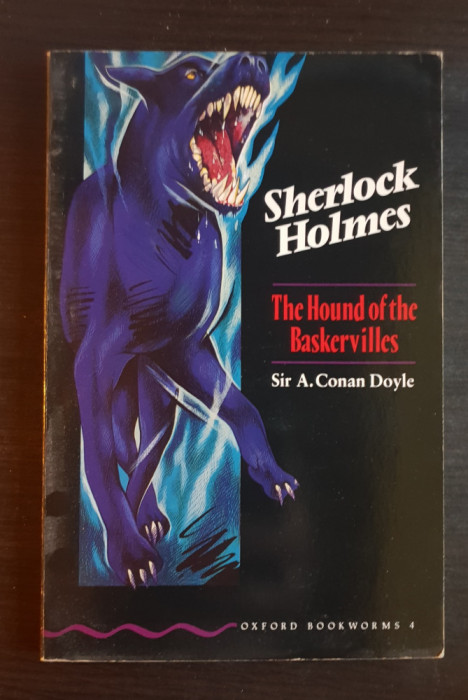 Sherlock
Holmes
The Hound of the
Baskervilles
Sir A. Conan Doyle
OXFORD BOOKWORMS 4